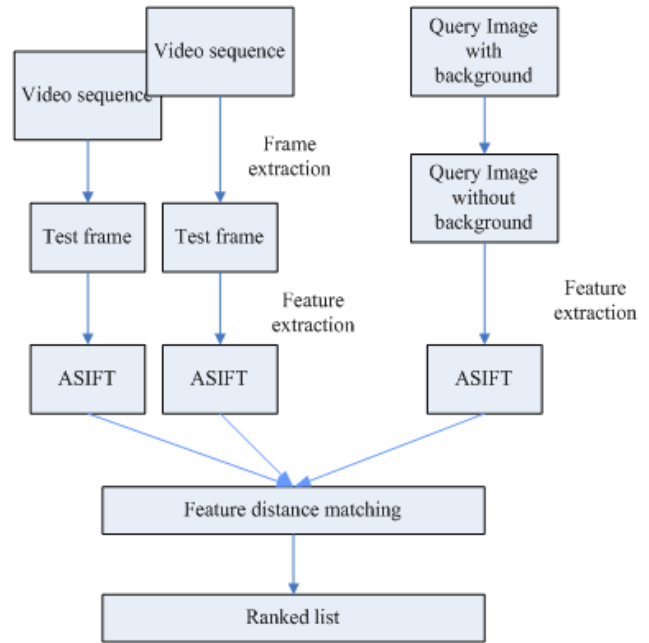 Video sequence
Video sequence
Query Image
with
background
Frame
extraction
Query Image
without
background
Test frame
Test frame
Feature
extraction
Feature
extraction
ASIFT
ASIFT
ASIFT
Feature distance matching
Ranked list